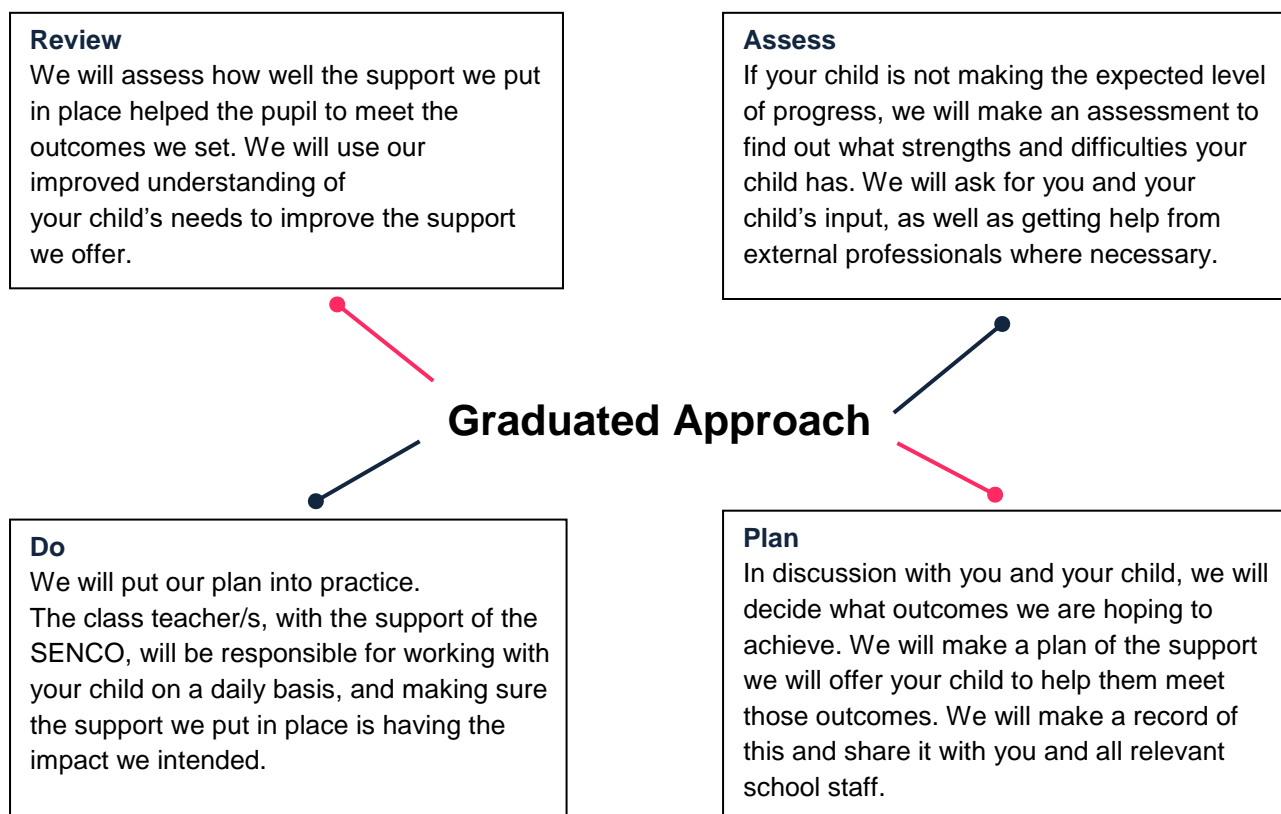 Review
We will assess how well the support we put
in place helped the pupil to meet the
outcomes we set. We will use our
improved understanding of
your child’s needs to improve the support
we offer.
Assess
If your child is not making the expected level
of progress, we will make an assessment to
find out what strengths and difficulties your
child has. We will ask for you and your
child’s input, as well as getting help from
external professionals where necessary.
Graduated Approach
Do
We will put our plan into practice.
The class teacher/s, with the support of the
SENCO, will be responsible for working with
your child on a daily basis, and making sure
the support we put in place is having the
impact we intended.
Plan
In discussion with you and your child, we will
decide what outcomes we are hoping to
achieve. We will make a plan of the support
we will offer your child to help them meet
those outcomes. We will make a record of
this and share it with you and all relevant
school staff.